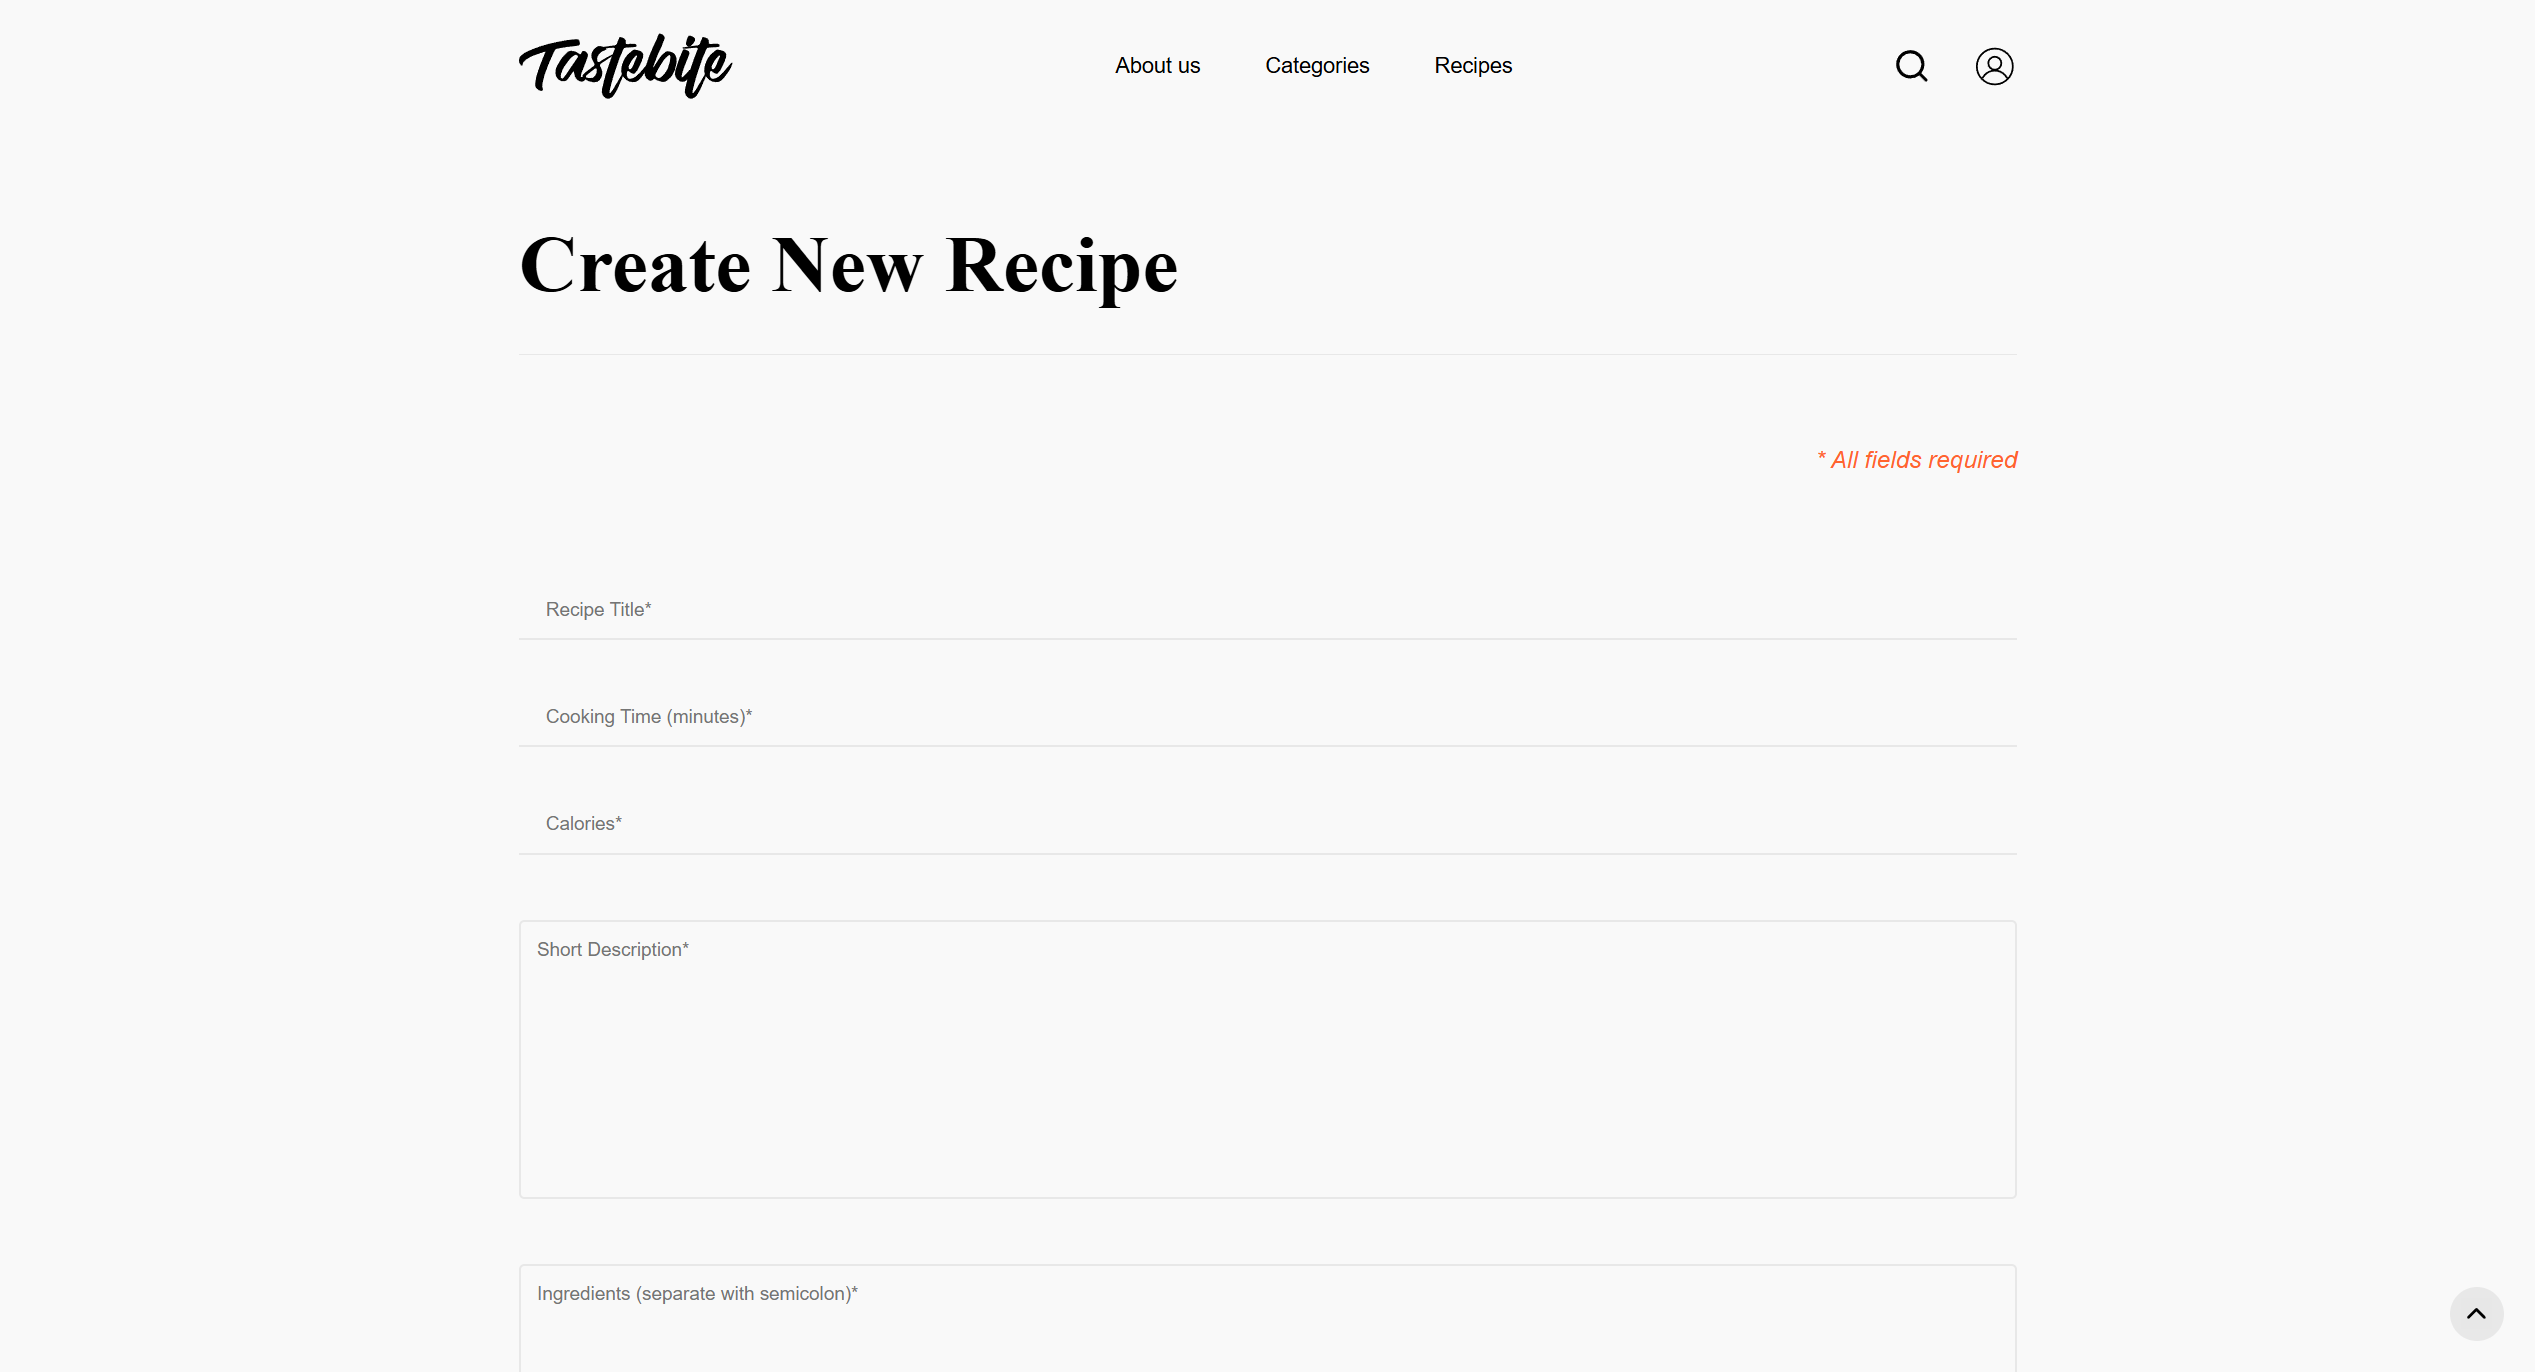 Tastebite
About us
Categories
Recipes
Create New Recipe
* All fields required
Recipe Title*
Cooking Time (minutes)*
Calories*
Short Description*
Ingredients (separate with semicolon)*